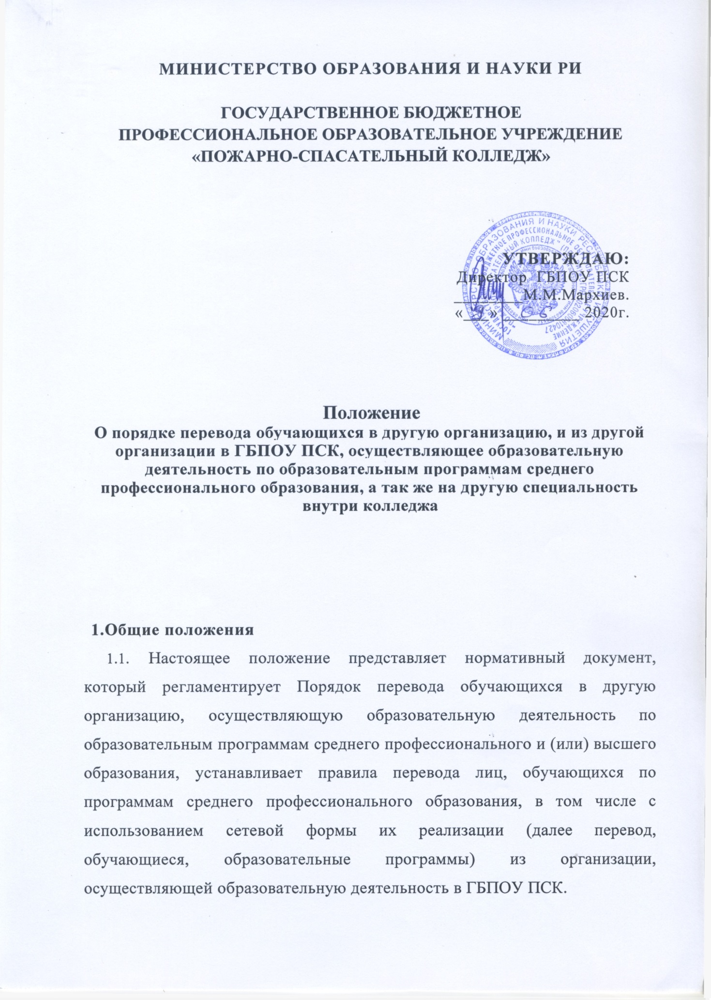 МИНИСТЕРСТВО ОБРАЗОВАНИЯ И НАУКИ РИ
ГОСУДАРСТВЕННОЕ БЮДЖЕТНОЕ
ПРОФЕССИОНАЛЬНОЕ ОБРАЗОВАТЕЛЬНОЕ УЧРЕЖДЕНИЕ
«ПОЖАРНО-СПАСАТЕЛЬНЫЙ КОЛЛЕДЖ»
УТВЕРЖДАЮ:
Директор ГБПОУ ПСК
_________М.М.Мархиев.
«_9_»___06____2020г.
Положение
О порядке перевода обучающихся в другую организацию, и из другой
организации в ГБПОУ ПСК, осуществляющее образовательную
деятельность по образовательным программам среднего
профессионального образования, а так же на другую специальность
внутри колледжа
1.Общие положения
1.1. Настоящее положение представляет нормативный документ,
который регламентирует Порядок перевода обучающихся в другую
организацию, осуществляющую образовательную деятельность по
образовательным программам среднего профессионального и (или) высшего
образования, устанавливает правила перевода лиц, обучающихся по
программам среднего профессионального образования, в том числе с
использованием сетевой формы их реализации (далее перевод,
обучающиеся, образовательные программы) из организации,
осуществляющей образовательную деятельность в ГБПОУ ПСК.